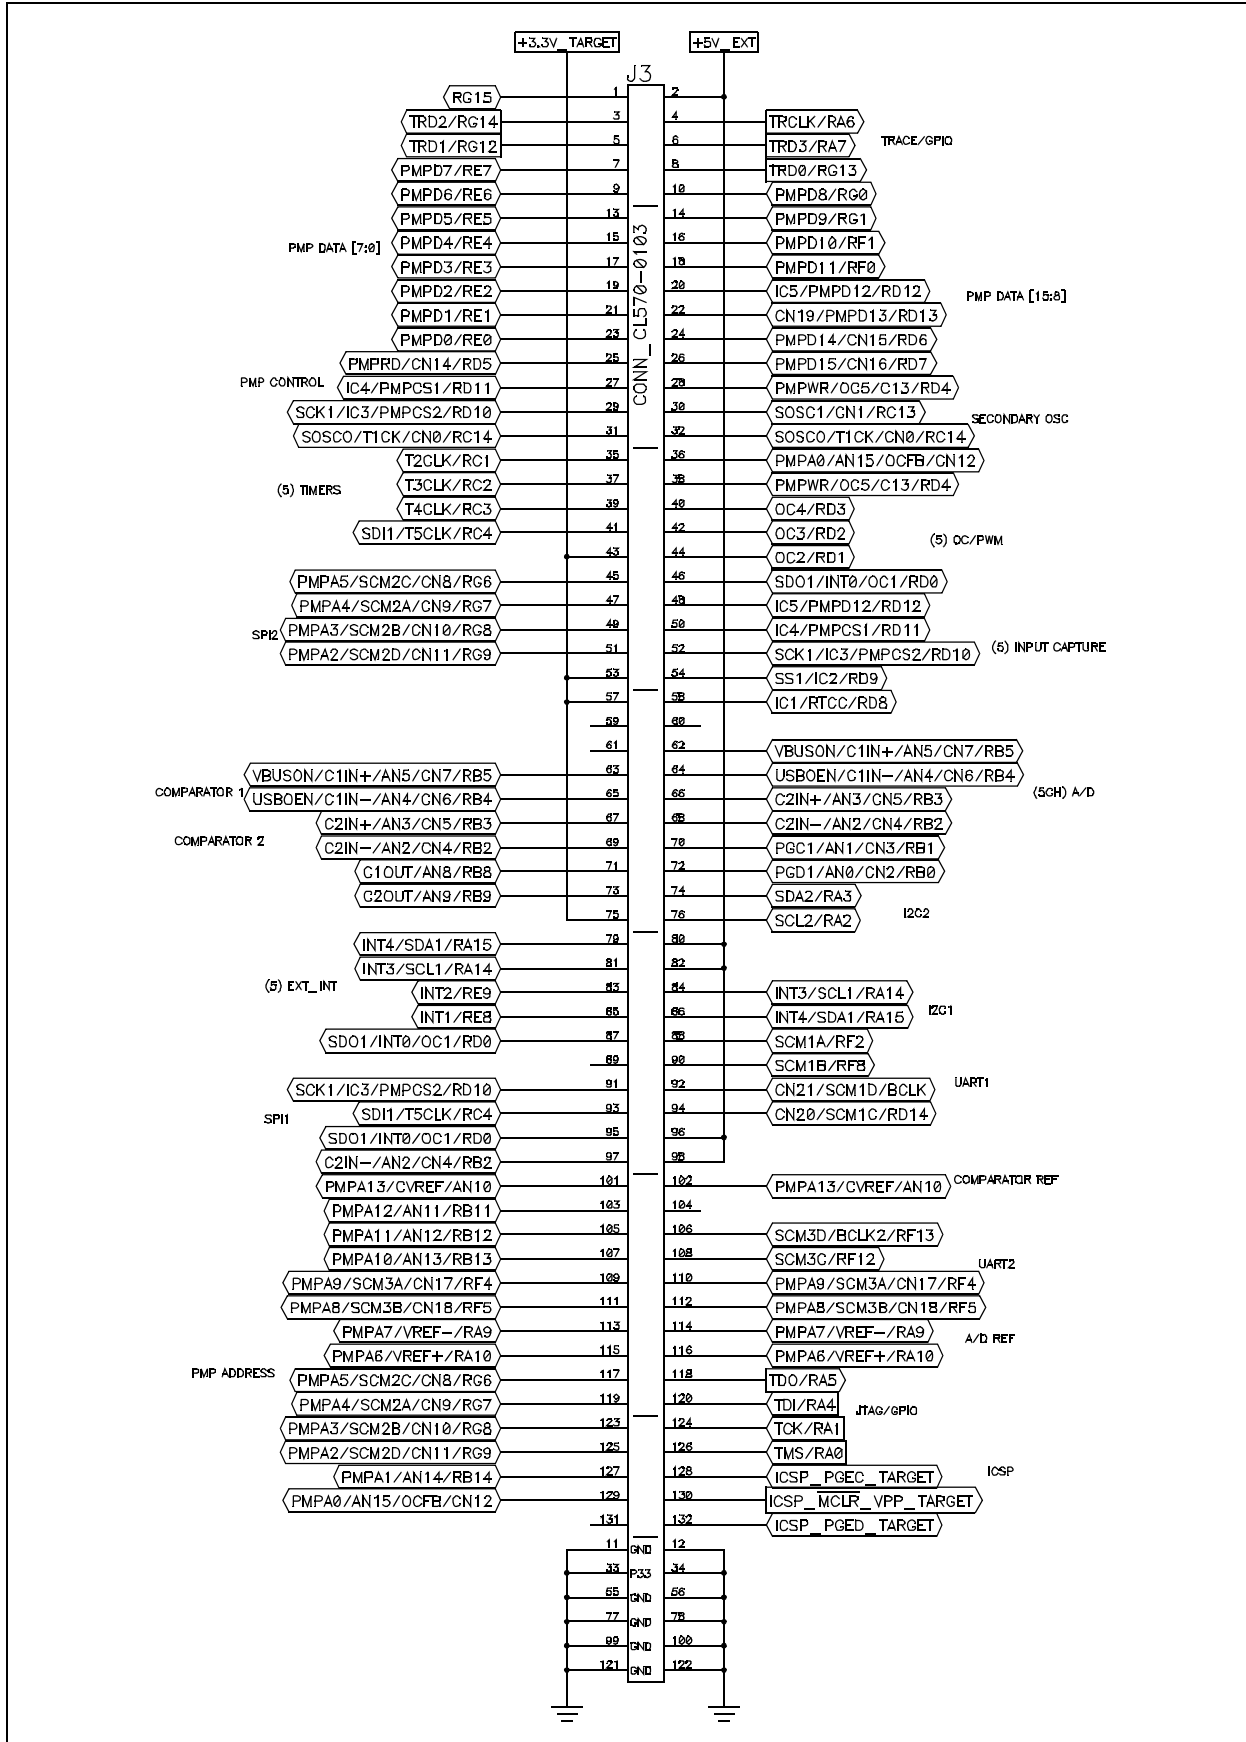 +3.3V_TARGET +5V_EXT
J3
CONN_CL570-0103
RG15 1 2
TRD2/RG14 3 4 TRCLK/RA6
TRD1/RG12 5 6 TRD3/RA7 TRACE/GPIO
PMPD7/RE7 7 8 TRD0/RG13
PMPD6/RE6 9 10 PMPD8/RG0
PMPD5/RE5 13 14 PMPD9/RG1
PMP DATA [7:0] PMPD4/RE4 15 16 PMPD10/RF1
PMPD3/RE3 17 18 PMPD11/RF0
PMPD2/RE2 19 20 IC5/PMPD12/RD12 PMP DATA [15:8]
PMPD1/RE1 21 22 CN19/PMPD13/RD13
PMPD0/RE0 23 24 PMPD14/CN15/RD6
PMPRD/CN14/RD5 25 26 PMPD15/CN16/RD7
PMP CONTROL IC4/PMPCS1/RD11 27 28 PMPWR/OC5/C13/RD4
SCK1/IC3/PMPCS2/RD10 29 30 SOSC1/CN1/RC13 SECONDARY OSC
SOSCO/T1CK/CN0/RC14 31 32 SOSCO/T1CK/CN0/RC14
T2CLK/RC1 35 36 PMPA0/AN15/OCFB/CN12
(5) TIMERS T3CLK/RC2 37 38 PMPWR/OC5/C13/RD4
T4CLK/RC3 39 40 OC4/RD3
SDI1/T5CLK/RC4 41 42 OC3/RD2 (5) OC/PWM
43 44 OC2/RD1
PMPA5/SCM2C/CN8/RG6 45 46 SDO1/INT0/OC1/RD0
PMPA4/SCM2A/CN9/RG7 47 48 IC5/PMPD12/RD12
SPI2 PMPA3/SCM2B/CN10/RG8 49 50 IC4/PMPCS1/RD11
PMPA2/SCM2D/CN11/RG9 51 52 SCK1/IC3/PMPCS2/RD10 (5) INPUT CAPTURE
53 54 SS1/IC2/RD9
57 58 IC1/RTCC/RD8
59 60
61 62 VBUSON/C1IN+/AN5/CN7/RB5
VBUSON/C1IN+/AN5/CN7/RB5 63 64 USBOEN/C1IN-/AN4/CN6/RB4
COMPARATOR 1 USBOEN/C1IN-/AN4/CN6/RB4 65 66 C2IN+/AN3/CN5/RB3 (5CH) A/D
C2IN+/AN3/CN5/RB3 67 68 C2IN-/AN2/CN4/RB2
COMPARATOR 2 C2IN-/AN2/CN4/RB2 69 70 PGC1/AN1/CN3/RB1
C1OUT/AN8/RB8 71 72 PGD1/AN0/CN2/RB0
C2OUT/AN9/RB9 73 74 SDA2/RA3
75 76 SCL2/RA2 I2C2
INT4/SDA1/RA15 79 80
INT3/SCL1/RA14 81 82
(5) EXT_INT INT2/RE9 83 84 INT3/SCL1/RA14
INT1/RE8 85 86 INT4/SDA1/RA15 I2C1
SDO1/INT0/OC1/RD0 87 88 SCM1A/RF2
89 90 SCM1B/RF8
SCK1/IC3/PMPCS2/RD10 91 92 CN21/SCM1D/BCLK UART1
SPI1 SDI1/T5CLK/RC4 93 94 CN20/SCM1C/RD14
SDO1/INT0/OC1/RD0 95 96
C2IN-/AN2/CN4/RB2 97 98
PMPA13/CVREF/AN10 101 102 PMPA13/CVREF/AN10 COMPARATOR REF
PMPA12/AN11/RB11 103 104
PMPA11/AN12/RB12 105 106 SCM3D/BCLK2/RF13
PMPA10/AN13/RB13 107 108 SCM3C/RF12 UART2
PMPA9/SCM3A/CN17/RF4 109 110 PMPA9/SCM3A/CN17/RF4
PMPA8/SCM3B/CN18/RF5 111 112 PMPA8/SCM3B/CN18/RF5
PMPA7/VREF-/RA9 113 114 PMPA7/VREF-/RA9 A/D REF
PMPA6/VREF+/RA10 115 116 PMPA6/VREF+/RA10
PMP ADDRESS PMPA5/SCM2C/CN8/RG6 117 118 TDO/RA5
PMPA4/SCM2A/CN9/RG7 119 120 TDI/RA4 JTAG/GPIO
PMPA3/SCM2B/CN10/RG8 123 124 TCK/RA1
PMPA2/SCM2D/CN11/RG9 125 126 TMS/RA0
PMPA1/AN14/RB14 127 128 ICSP_PGEC_TARGET ICSP
PMPA0/AN15/OCFB/CN12 129 130 ICSP_MCLR_VPP_TARGET
131 132 ICSP_PGED_TARGET
11 GND 12
33 P33 34
55 GND 56
77 GND 78
99 GND 100
121 GND 122